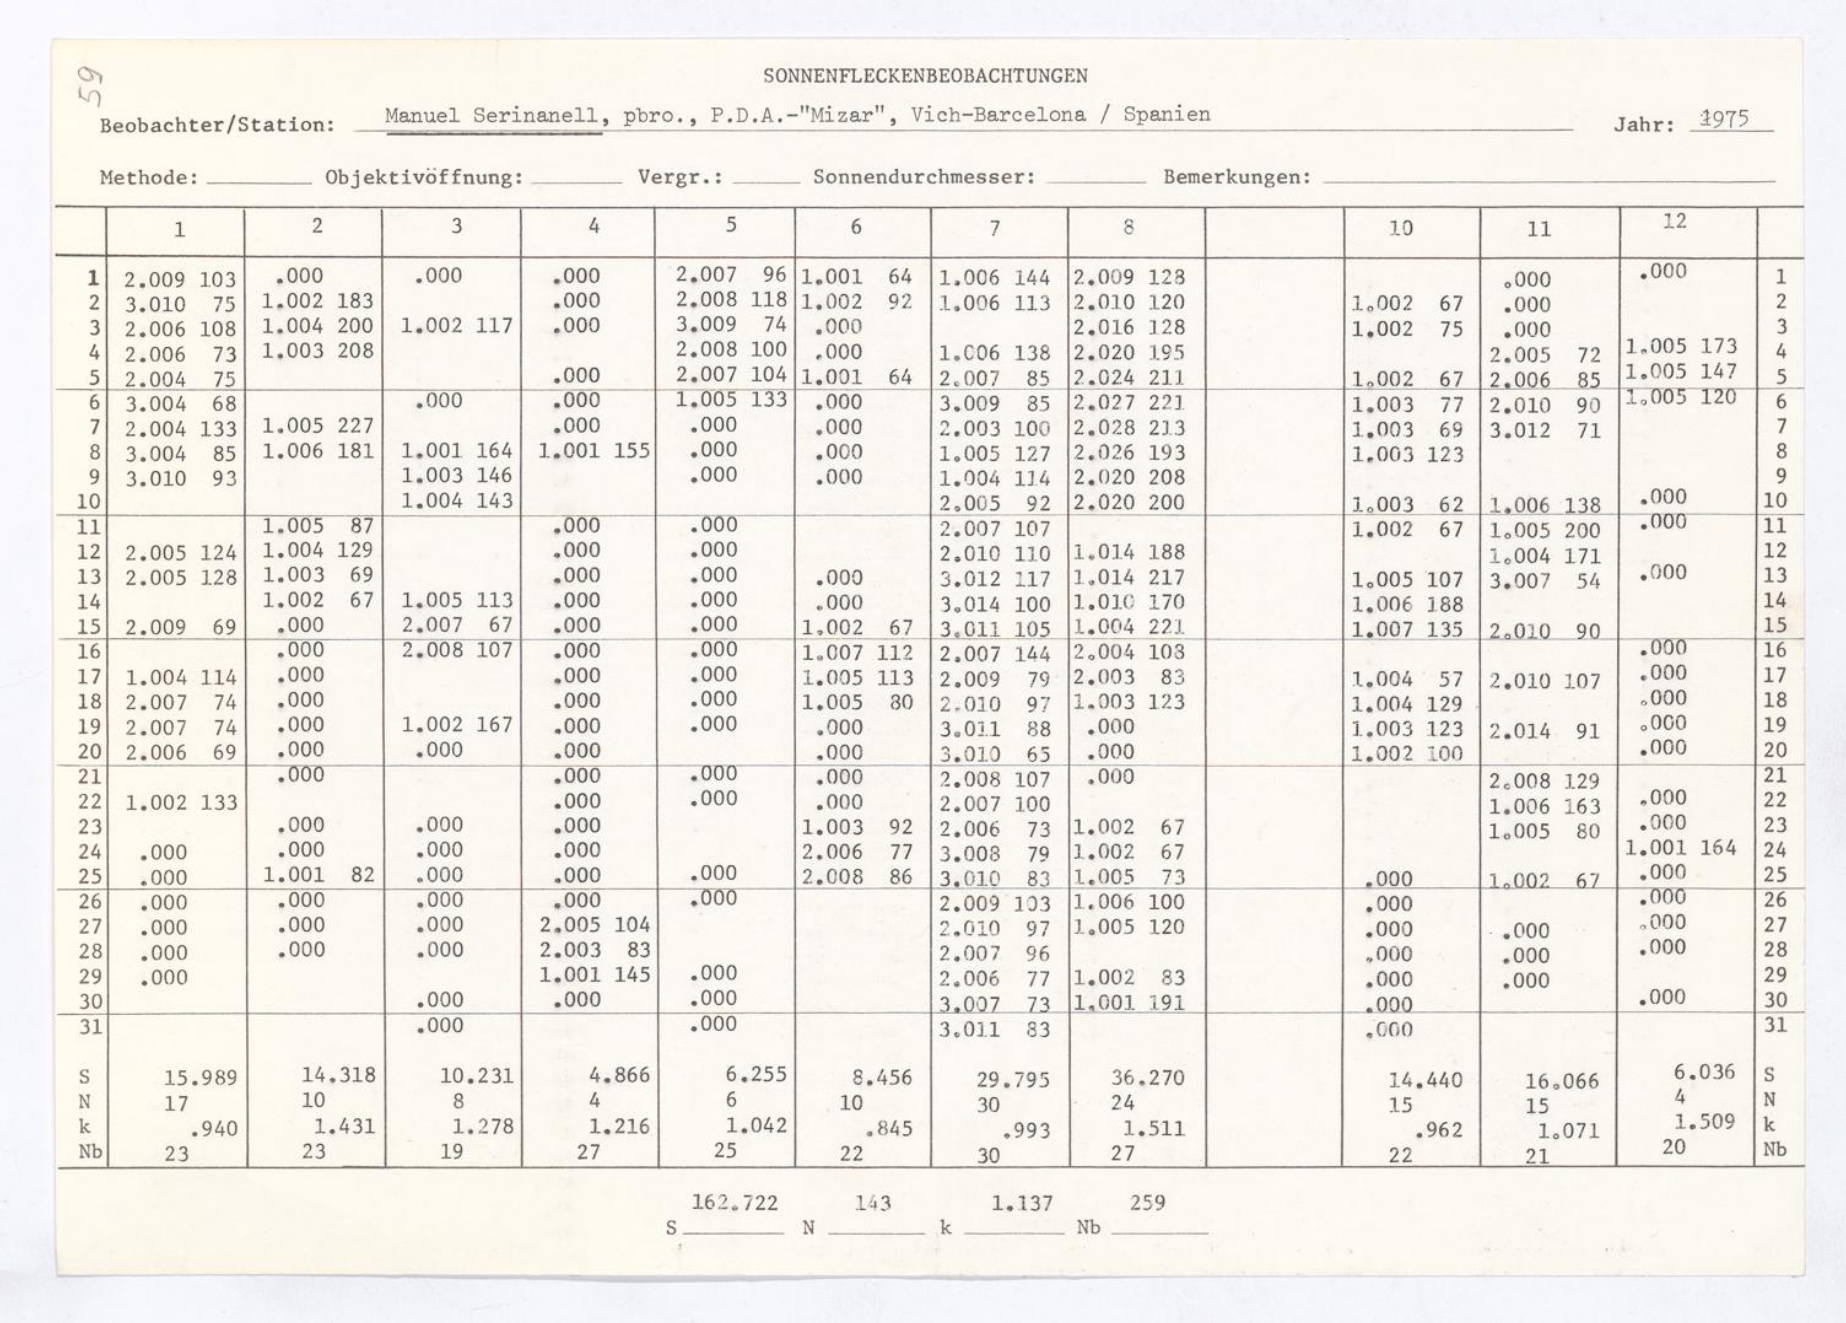 59
SONNENFLECKENBEOBACHTUNGEN
Beobachter/Station: Manuel Serinanell, pbro., P.D.A.-"Mizar", Vich-Barcelona / Spanien Jahr: 1975
Methode: Objektivöffnung: Vergr.: Sonnendurchmesser: Bemerkungen:
1 2 3 4 5 6 7 8 10 11 12
1 2.009 103 .000 .000 .000 2.007 96 1.001 64 1.006 144 2.009 128 .000 .000 1
2 3.010 75 1.002 183 .000 2.008 118 1.002 92 1.006 113 2.010 120 1.002 67 .000 2
3 2.006 108 1.004 200 1.002 117 .000 3.009 74 .000 2.016 128 1.002 75 .000 3
4 2.006 73 1.003 208 2.008 100 .000 1.006 138 2.020 195 2.005 72 1.005 173 4
5 2.004 75 .000 2.007 104 1.001 64 2.007 85 2.024 211 1.002 67 2.006 85 1.005 147 5
6 3.004 68 .000 .000 1.005 133 .000 3.009 85 2.027 221 1.003 77 2.010 90 1.005 120 6
7 2.004 133 1.005 227 .000 .000 .000 2.003 100 2.028 213 1.003 69 3.012 71 7
8 3.004 85 1.006 181 1.001 164 1.001 155 .000 .000 1.005 127 2.026 193 1.003 123 8
9 3.010 93 1.003 146 .000 .000 1.004 114 2.020 208 9
10 1.004 143 2.005 92 2.020 200 1.003 62 1.006 138 .000 10
11 1.005 87 .000 .000 2.007 107 1.002 67 1.005 200 .000 11
12 2.005 124 1.004 129 .000 .000 2.010 110 1.014 188 1.004 171 12
13 2.005 128 1.003 69 .000 .000 .000 3.012 117 1.014 217 1.005 107 3.007 54 .000 13
14 1.002 67 1.005 113 .000 .000 .000 3.014 100 1.010 170 1.006 188 14
15 2.009 69 .000 2.007 67 .000 .000 1.002 67 3.011 105 1.004 221 1.007 135 2.010 90 15
16 .000 2.008 107 .000 .000 1.007 112 2.007 144 2.004 108 .000 16
17 1.004 114 .000 .000 .000 1.005 113 2.009 79 2.003 83 1.004 57 2.010 107 .000 17
18 2.007 74 .000 .000 .000 1.005 80 2.010 97 1.003 123 1.004 129 .000 18
19 2.007 74 .000 1.002 167 .000 .000 .000 3.011 88 .000 1.003 123 2.014 91 .000 19
20 2.006 69 .000 .000 .000 .000 3.010 65 .000 1.002 100 .000 20
21 .000 .000 .000 .000 2.008 107 .000 2.008 129 21
22 1.002 133 .000 .000 .000 2.007 100 1.006 163 .000 22
23 .000 .000 .000 1.003 92 2.006 73 1.002 67 1.005 80 .000 23
24 .000 .000 .000 .000 2.006 77 3.008 79 1.002 67 1.001 164 24
25 .000 1.001 82 .000 .000 .000 2.008 86 3.010 83 1.005 73 .000 1.002 67 .000 25
26 .000 .000 .000 .000 .000 2.009 103 1.006 100 .000 .000 26
27 .000 .000 .000 2.005 104 2.010 97 1.005 120 .000 .000 .000 27
28 .000 .000 .000 2.003 83 2.007 96 .000 .000 .000 28
29 .000 1.001 145 .000 2.006 77 1.002 83 .000 .000 29
30 .000 .000 .000 3.007 73 1.001 191 .000 .000 30
31 .000 .000 3.011 83 .000 31
S 15.989 14.318 10.231 4.866 6.255 8.456 29.795 36.270 14.440 16.066 6.036 S
N 17 10 8 4 6 10 30 24 15 15 4 N
k .940 1.431 1.278 1.216 1.042 .845 .993 1.511 .962 1.071 1.509 k
Nb 23 23 19 27 25 22 30 27 22 21 20 Nb
162.722 143 1.137 259
S N k Nb